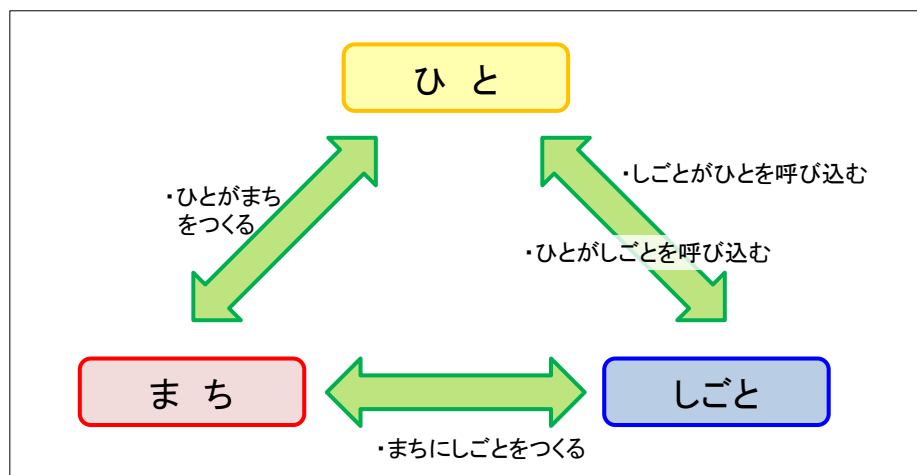 ひ と
・しごとがひとを呼び込む
・ひとがまち
をつくる
・ひとがしごとを呼び込む
ま ち
しごと
・まちにしごとをつくる